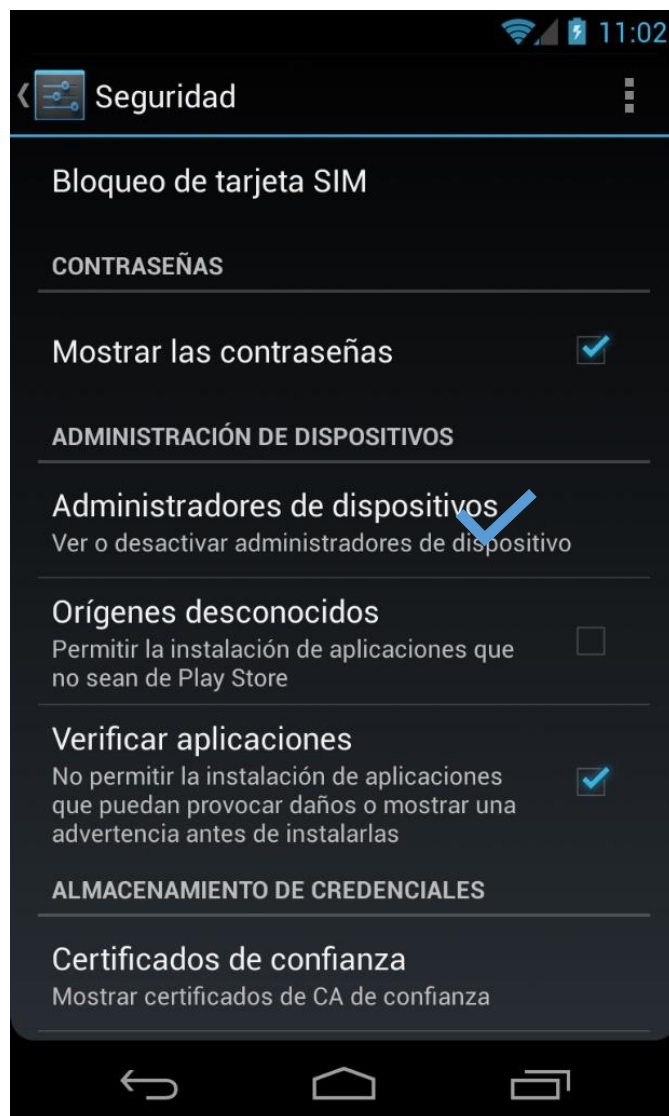 11:02
Seguridad
Bloqueo de tarjeta SIM
CONTRASEÑAS
Mostrar las contraseñas
ADMINISTRACIÓN DE DISPOSITIVOS
Administradores de dispositivos
Ver o desactivar administradores de dispositivo
Orígenes desconocidos
Permitir la instalación de aplicaciones que
no sean de Play Store
Verificar aplicaciones
No permitir la instalación de aplicaciones
que puedan provocar daños o mostrar una
advertencia antes de instalarlas
ALMACENAMIENTO DE CREDENCIALES
Certificados de confianza
Mostrar certificados de CA de confianza